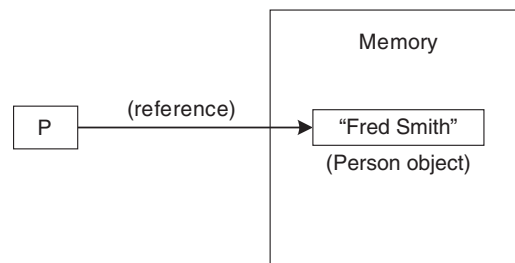 Memory
(reference)
P
“Fred Smith”
(Person object)